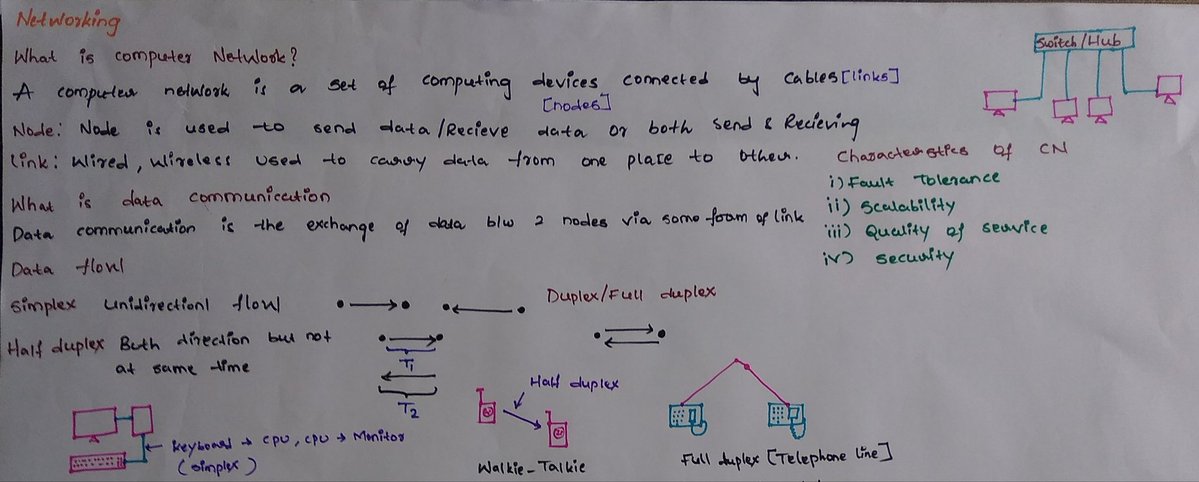 Networking
What is computer Network?
A computer network is a set of computing devices connected by cables[links]
[nodes]
Node: Node is used to send data/Recieve data or both send & Recieving
Link: Wired, Wireless used to carry data from one place to other.
What is data communication
Data communication is the exchange of data b/w 2 nodes via some foam of link
Data flow
Simplex unidirectionl flow
Half duplex Both direction but not
at same time
T1
T2
Duplex/Full duplex
Switch/Hub
Characteristics of CN
i) Fault Tolerance
ii) Scalability
iii) Quality of service
iv) security
Keyboard → CPU, CPU → Monitor
(simplex)
Half duplex
Walkie-Talkie
Full duplex [Telephone line]